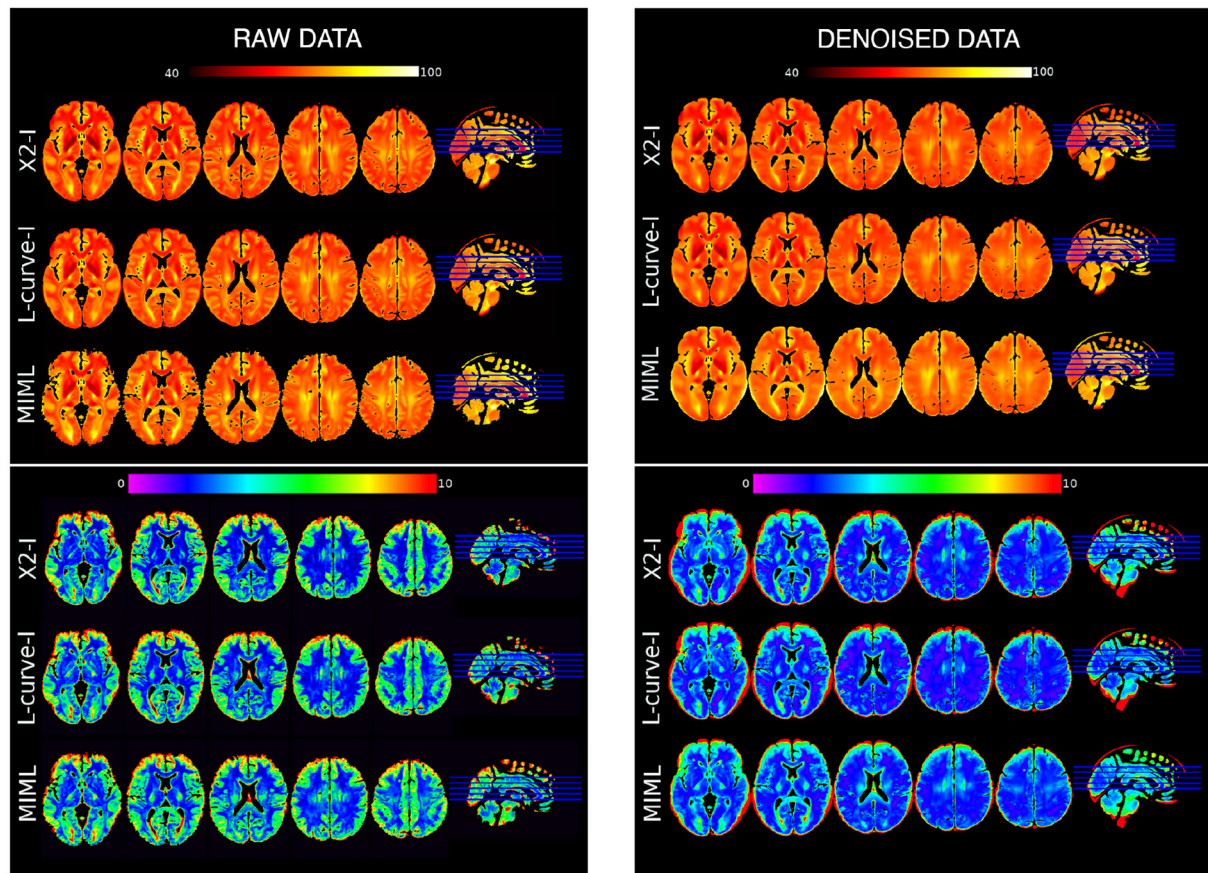 RAW DATA
40 100
X2-I
L-curve-I
MIML
0 10
X2-I
L-curve-I
MIML
DENOISED DATA
40 100
X2-I
L-curve-I
MIML
0 10
X2-I
L-curve-I
MIML